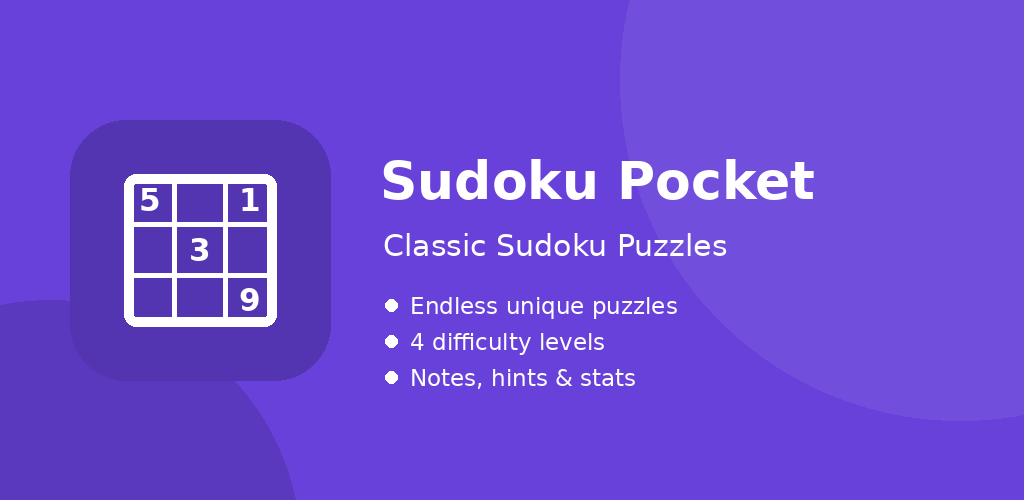 5 1
3
9
Sudoku Pocket
Classic Sudoku Puzzles
Endless unique puzzles
4 difficulty levels
Notes, hints & stats